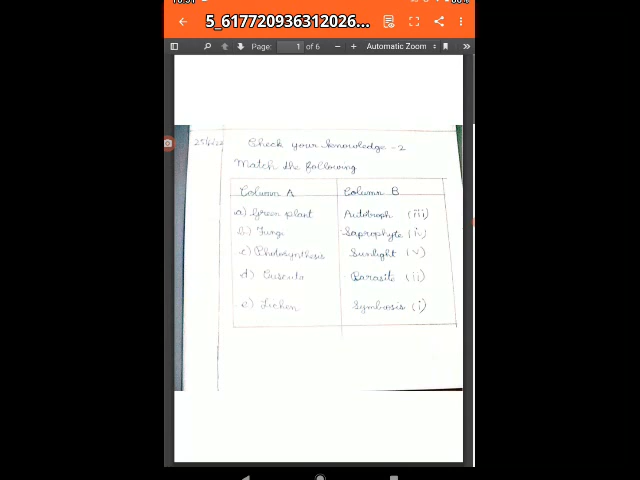 5_617720936312026...
Page: 1 of 6 − + Automatic Zoom
Check your knowledge -2
Match the following
Column A Column B
a) Green plant Autotroph (iii)
b) Fungi Saprophyte (iv)
c) Photosynthesis Sunlight (v)
d) Cuscuta Parasite (ii)
e) Lichen Symbiosis (i)